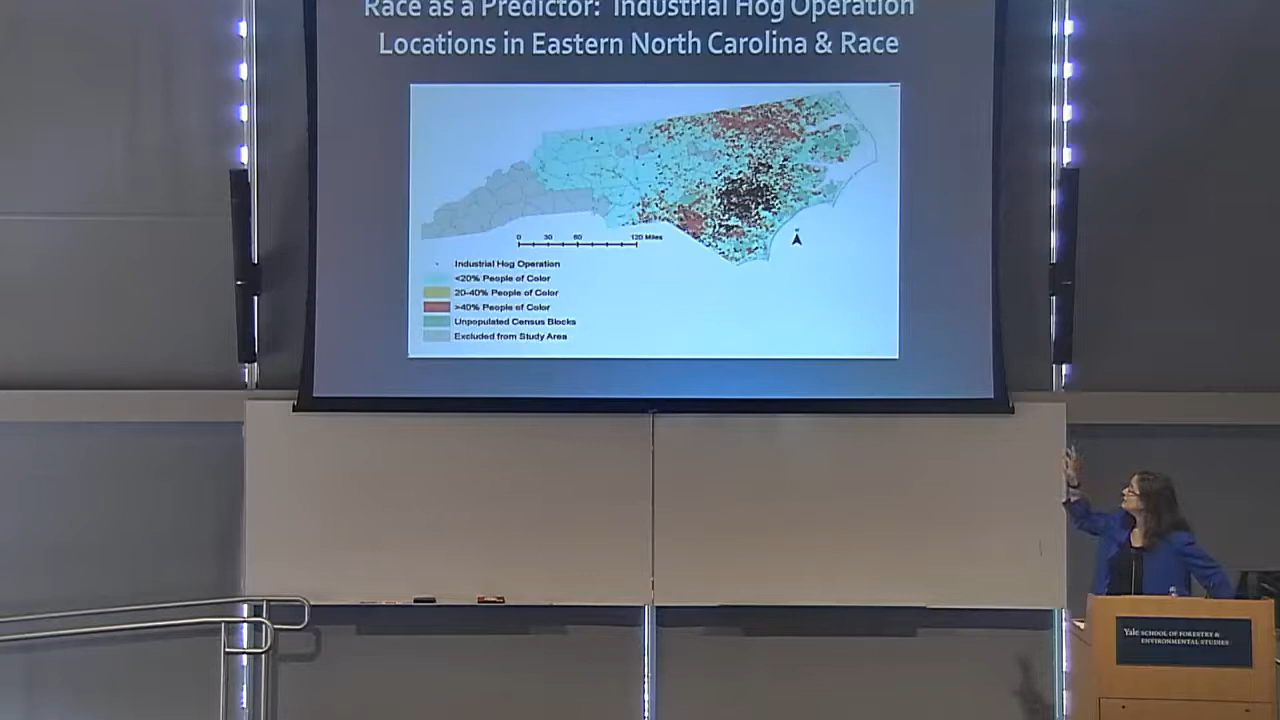 Race as a Predictor: Industrial Hog Operation
Locations in Eastern North Carolina & Race
0 30 60 120 Miles
Industrial Hog Operation
<20% People of Color
20-40% People of Color
>40% People of Color
Unpopulated Census Blocks
Excluded from Study Area
Yale SCHOOL OF FORESTRY &
ENVIRONMENTAL STUDIES